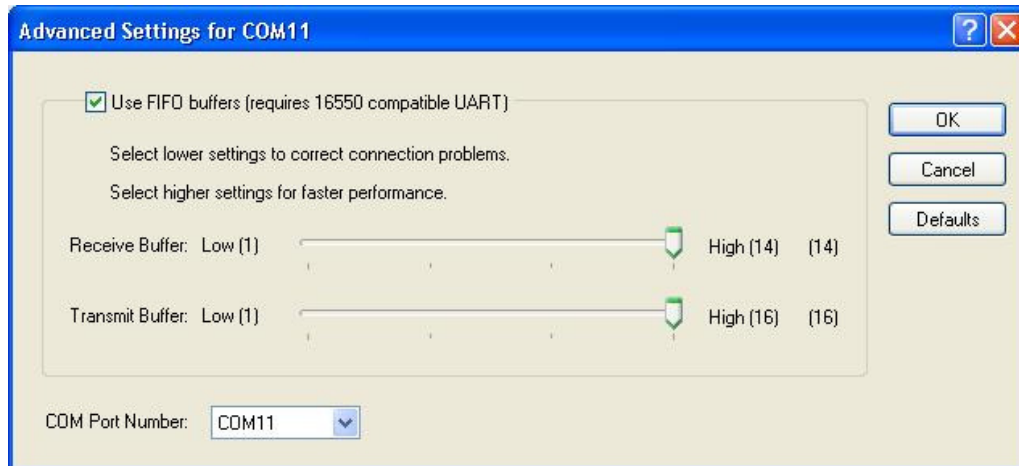 Advanced Settings for COM11
Use FIFO buffers (requires 16550 compatible UART)
OK
Select lower settings to correct connection problems.
Cancel
Select higher settings for faster performance.
Defaults
Receive Buffer: Low (1) High (14) (14)
Transmit Buffer: Low (1) High (16) (16)
COM Port Number: COM11